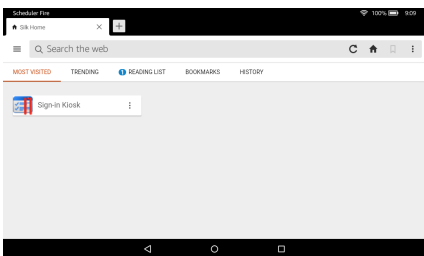 Scheduler Fire 100% 9:09
Silk Home
Search the web
MOST VISITED TRENDING 1 READING LIST BOOKMARKS HISTORY
Sign-In Kiosk